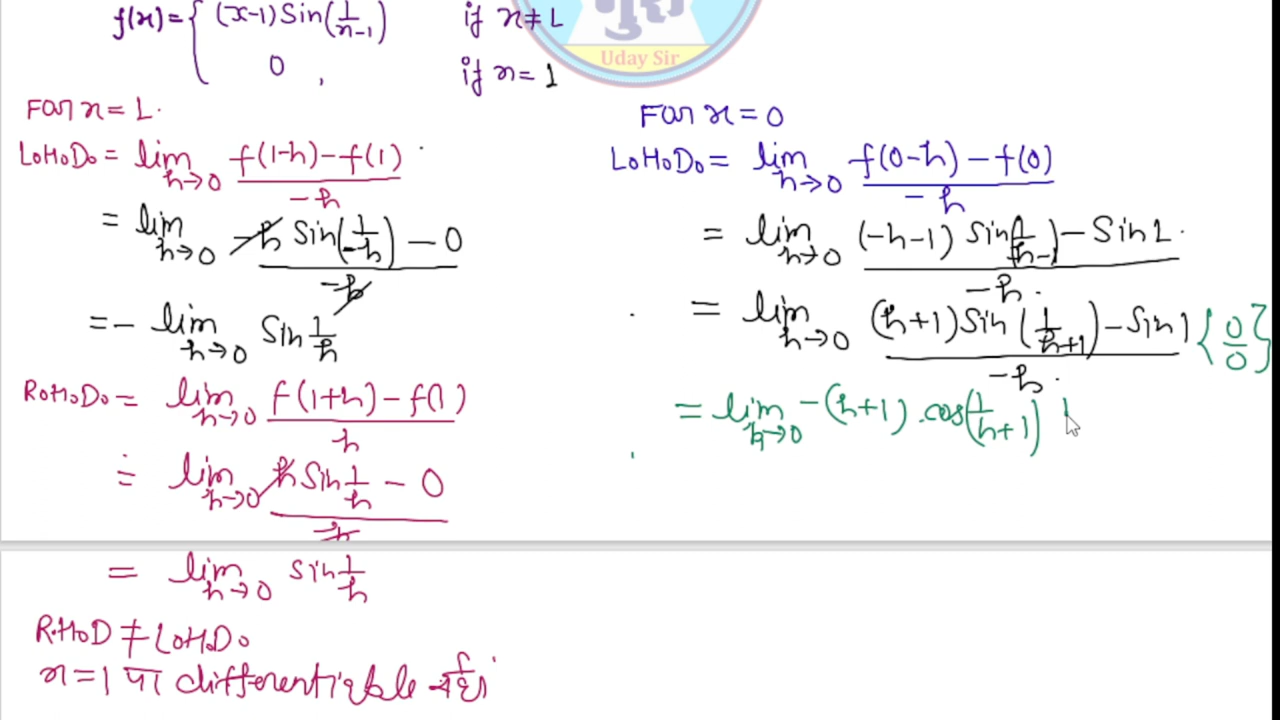 f(x) = { (x-1) Sin(1/x-1) if x ≠ 1
0 , if x = 1
Uday Sir
For x = 1.
L.H.D. = lim h→0 f(1-h) - f(1) / -h
= lim h→0 -h Sin(1/-h) - 0 / -h
= - lim h→0 Sin 1/h
R.H.D. = lim h→0 f(1+h) - f(1) / h
= lim h→0 h Sin 1/h - 0 / h
= lim h→0 Sin 1/h
R.H.D ≠ L.H.D.
x = 1 पर differentiable नहीं
For x = 0
L.H.D. = lim h→0 f(0-h) - f(0) / -h
= lim h→0 (-h-1) Sin(1/-h-1) - Sin 1 / -h
= lim h→0 (h+1) Sin(1/h+1) - Sin 1 / -h {0/0}
= lim h→0 -(h+1) . cos(1/h+1)